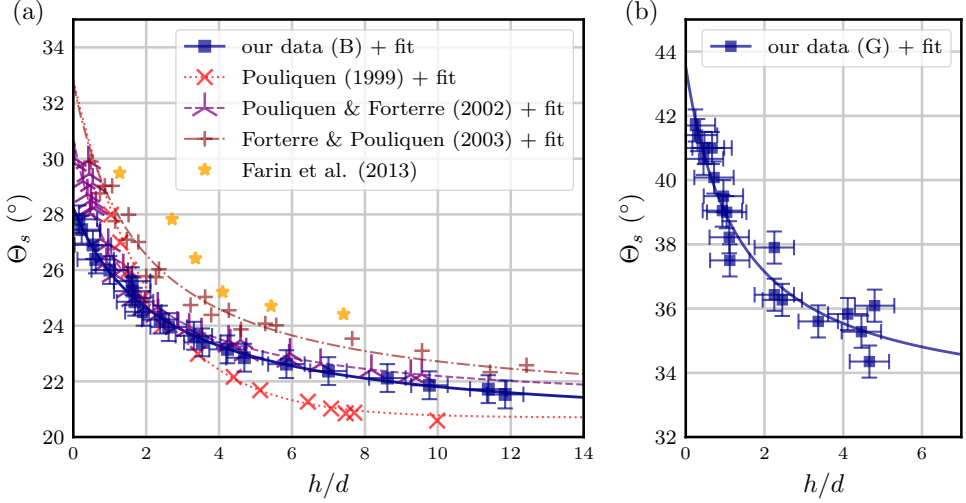 (a)
our data (B) + fit
Pouliquen (1999) + fit
Pouliquen & Forterre (2002) + fit
Forterre & Pouliquen (2003) + fit
Farin et al. (2013)
34
32
30
28
26
24
22
20
Θs (°)
0 2 4 6 8 10 12 14
h/d
(b)
our data (G) + fit
44
42
40
38
36
34
32
Θs (°)
0 2 4 6
h/d